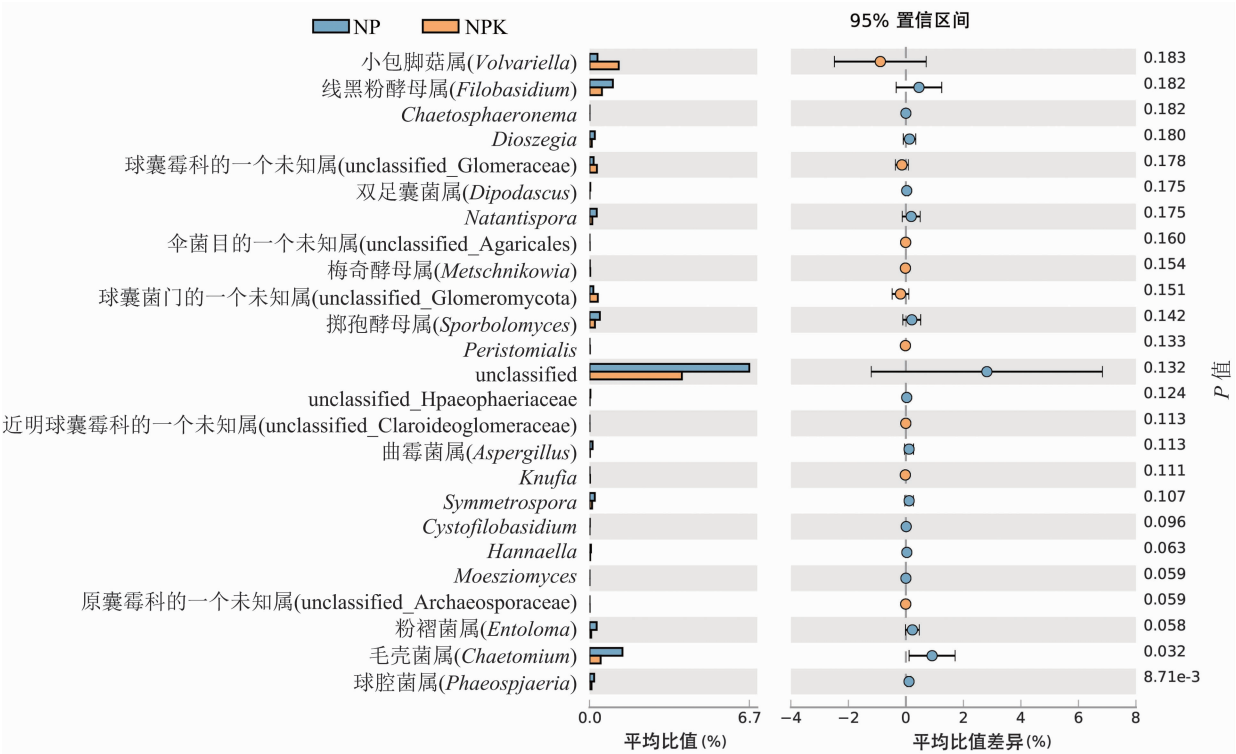 NP NPK 95% 置信区间
小包脚菇属(Volvariella) 0.183
线黑粉酵母属(Filobasidium) 0.182
Chaetosphaeronema 0.182
Dioszegia 0.180
球囊霉科的一个未知属(unclassified_Glomeraceae) 0.178
双足囊菌属(Dipodascus) 0.175
Natantispora 0.175
伞菌目的一个未知属(unclassified_Agaricales) 0.160
梅奇酵母属(Metschnikowia) 0.154
球囊菌门的一个未知属(unclassified_Glomeromycota) 0.151
掷孢酵母属(Sporbolomyces) 0.142
Peristomialis 0.133
unclassified 0.132
unclassified_Hpaeophaeriaceae 0.124
近明球囊霉科的一个未知属(unclassified_Claroideoglomeraceae) 0.113
曲霉菌属(Aspergillus) 0.113
Knufia 0.111
Symmetrospora 0.107
Cystofilobasidium 0.096
Hannaella 0.063
Moesziomyces 0.059
原囊霉科的一个未知属(unclassified_Archaeosporaceae) 0.059
粉褶菌属(Entoloma) 0.058
毛壳菌属(Chaetomium) 0.032
球腔菌属(Phaeospjaeria) 8.71e-3
P 值
0.0 6.7 −4 −2 0 2 4 6 8
平均比值(%) 平均比值差异(%)